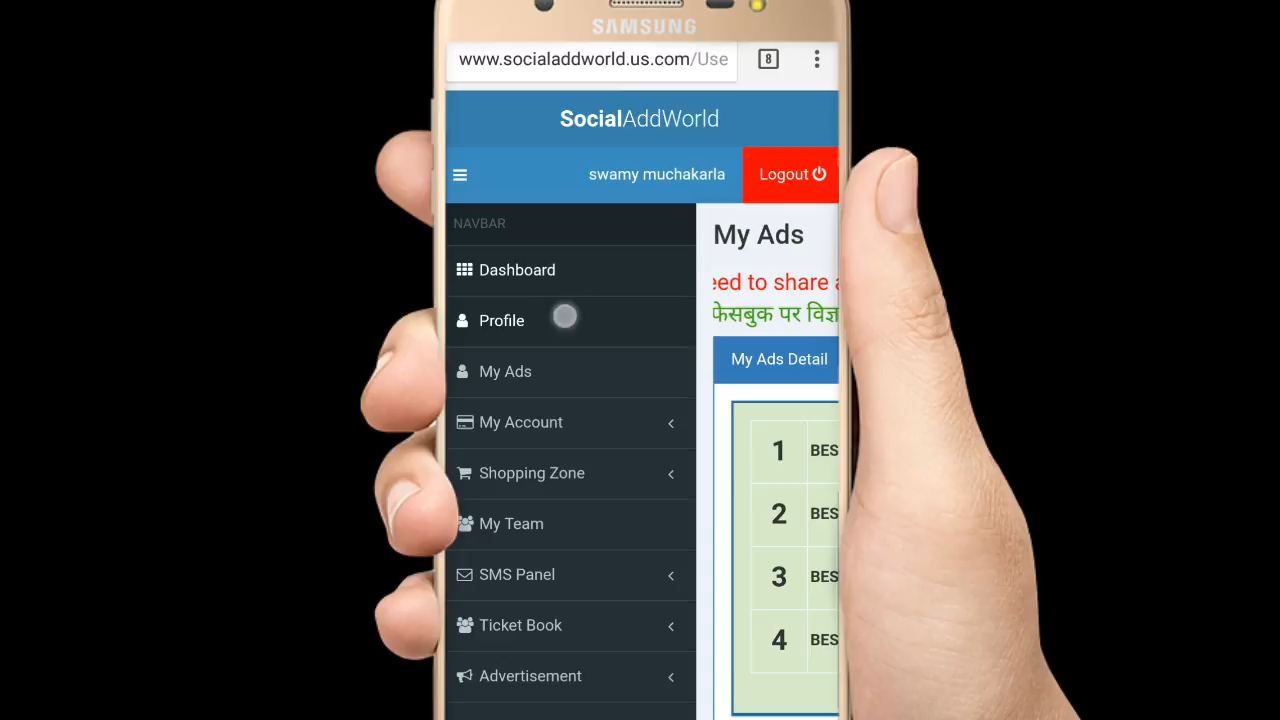 SAMSUNG
www.socialaddworld.us.com/Use
8
SocialAddWorld
swamy muchakarla
Logout
NAVBAR
Dashboard
Profile
My Ads
My Account
Shopping Zone
My Team
SMS Panel
Ticket Book
Advertisement
My Ads
eed to share
फेसबुक पर
My Ads Detail
1 BES
2 BES
3 BES
4 BES